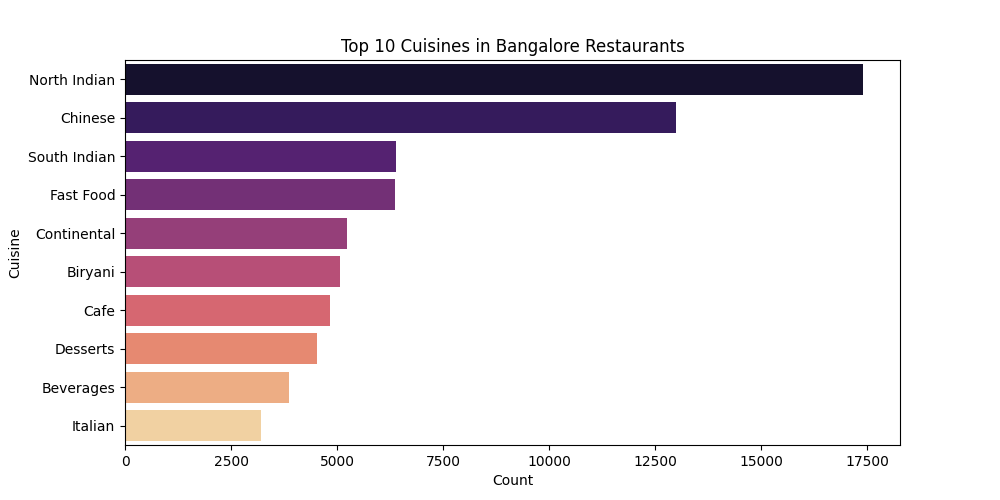 Top 10 Cuisines in Bangalore Restaurants
North Indian
Chinese
South Indian
Fast Food
Continental
Biryani
Cafe
Desserts
Beverages
Italian
Cuisine
0 2500 5000 7500 10000 12500 15000 17500
Count